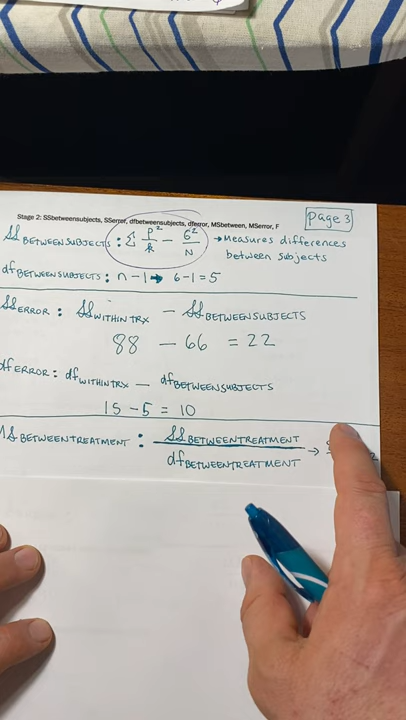 Page 3
Stage 2: SSbetweensubjects, SSerror, dfbetweensubjects, dferror, MSbetween, MSerror, F
SS BETWEEN SUBJECTS : Σ P²/k − G²/N → Measures differences between subjects
df BETWEEN SUBJECTS : n − 1 → 6 − 1 = 5
SS ERROR : SS WITHIN TRX − SS BETWEEN SUBJECTS
88 − 66 = 22
df ERROR : df WITHIN TRX − df BETWEEN SUBJECTS
15 − 5 = 10
MS BETWEEN TREATMENT : SS BETWEEN TREATMENT / df BETWEEN TREATMENT →